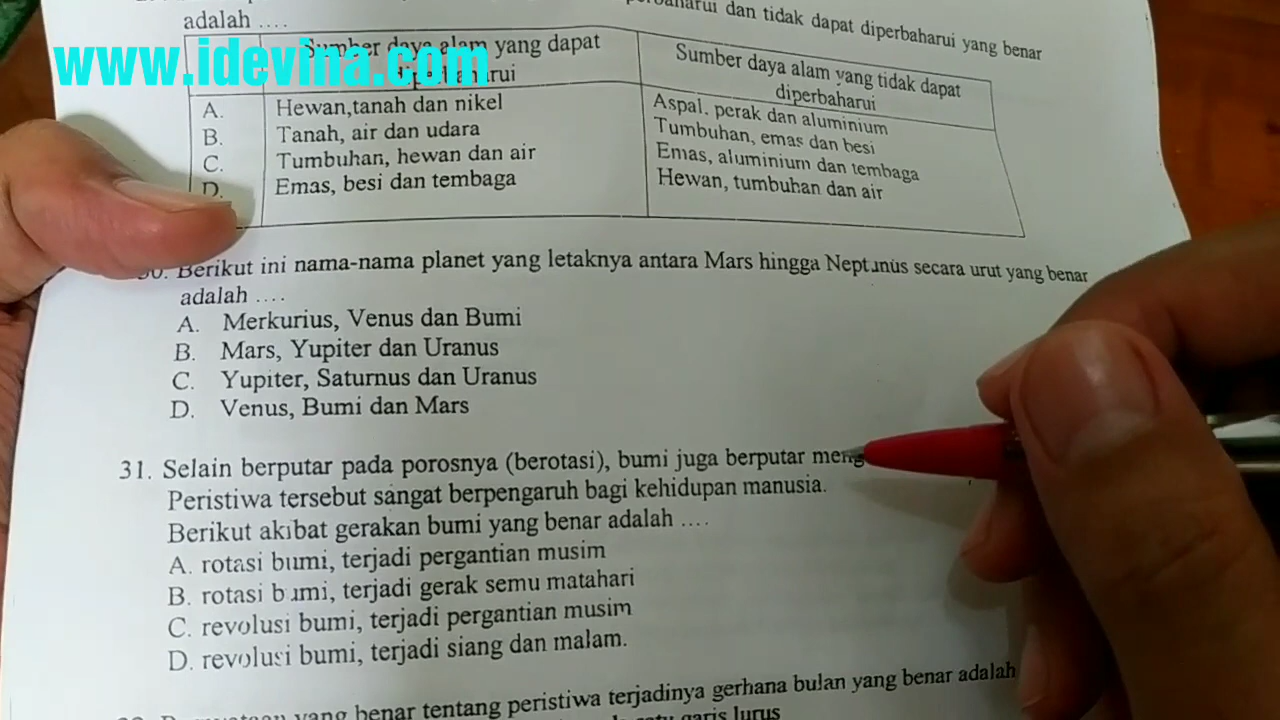 dan tidak dapat diperbaharui yang benar
adalah ....
www.idevina.com
Sumber daya alam yang dapat
diperbaharui
Sumber daya alam yang tidak dapat
diperbaharui
A. Hewan,tanah dan nikel Aspal, perak dan aluminium
B. Tanah, air dan udara Tumbuhan, emas dan besi
C. Tumbuhan, hewan dan air Emas, aluminium dan tembaga
D. Emas, besi dan tembaga Hewan, tumbuhan dan air
30. Berikut ini nama-nama planet yang letaknya antara Mars hingga Neptunus secara urut yang benar
adalah ....
A. Merkurius, Venus dan Bumi
B. Mars, Yupiter dan Uranus
C. Yupiter, Saturnus dan Uranus
D. Venus, Bumi dan Mars
31. Selain berputar pada porosnya (berotasi), bumi juga berputar
Peristiwa tersebut sangat berpengaruh bagi kehidupan manusia.
Berikut akibat gerakan bumi yang benar adalah ....
A. rotasi bumi, terjadi pergantian musim
B. rotasi bumi, terjadi gerak semu matahari
C. revolusi bumi, terjadi pergantian musim
D. revolusi bumi, terjadi siang dan malam.
yang benar tentang peristiwa terjadinya gerhana bulan yang benar adalah
garis lurus